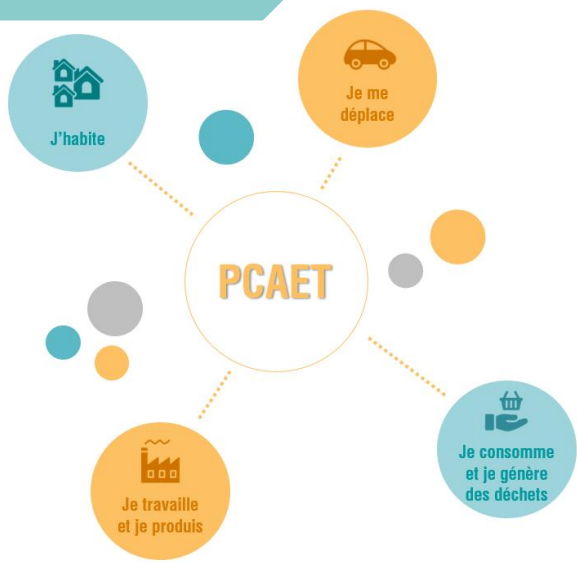 J'habite
Je me
déplace
PCAET
Je consomme
et je génère
des déchets
Je travaille
et je produis